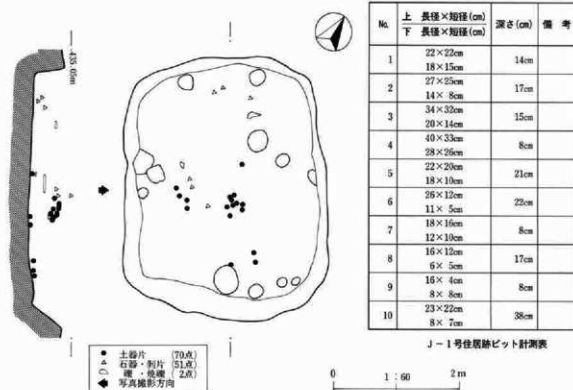 135.05m
No. 上 長径×短径(cm) 下 長径×短径(cm) 深さ(cm) 備 考
1 22×22cm 18×15cm 14cm
2 27×25cm 14× 8cm 17cm
3 34×32cm 20×14cm 15cm
4 40×33cm 28×26cm 8cm
5 22×20cm 18×10cm 21cm
6 26×12cm 11× 5cm 22cm
7 18×16cm 12×10cm 8cm
8 16×12cm 6× 5cm 17cm
9 16× 4cm 8× 8cm 8cm
10 23×22cm 8× 7cm 38cm
J－1号住居跡ピット計測表
土器片 (70点)
石器・剥片 (51点)
礫・焼礫 ( 2点)
写真撮影方向
0 1：60 2m